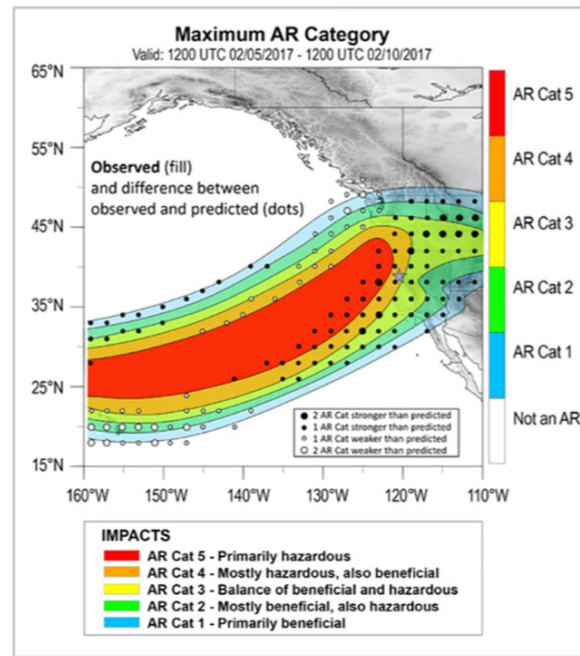 Maximum AR Category
Valid: 1200 UTC 02/05/2017 - 1200 UTC 02/10/2017
65°N
55°N
45°N
35°N
25°N
15°N
Observed (fill)
and difference between
observed and predicted (dots)
2 AR Cat stronger than predicted
1 AR Cat stronger than predicted
1 AR Cat weaker than predicted
2 AR Cat weaker than predicted
160°W 150°W 140°W 130°W 120°W 110°W
AR Cat 5
AR Cat 4
AR Cat 3
AR Cat 2
AR Cat 1
Not an AR
IMPACTS
AR Cat 5 - Primarily hazardous
AR Cat 4 - Mostly hazardous, also beneficial
AR Cat 3 - Balance of beneficial and hazardous
AR Cat 2 - Mostly beneficial, also hazardous
AR Cat 1 - Primarily beneficial